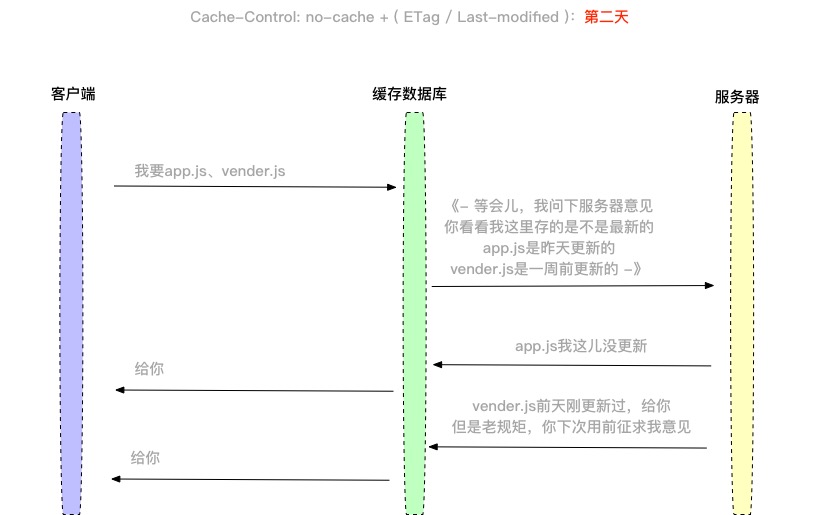 Cache-Control: no-cache + ( ETag / Last-modified )：第二天
客户端
缓存数据库
服务器
我要app.js、vender.js
《- 等会儿，我问下服务器意见
你看看我这里存的是不是最新的
app.js是昨天更新的
vender.js是一周前更新的 -》
app.js我这儿没更新
给你
vender.js前天刚更新过，给你
但是老规矩，你下次用前征求我意见
给你